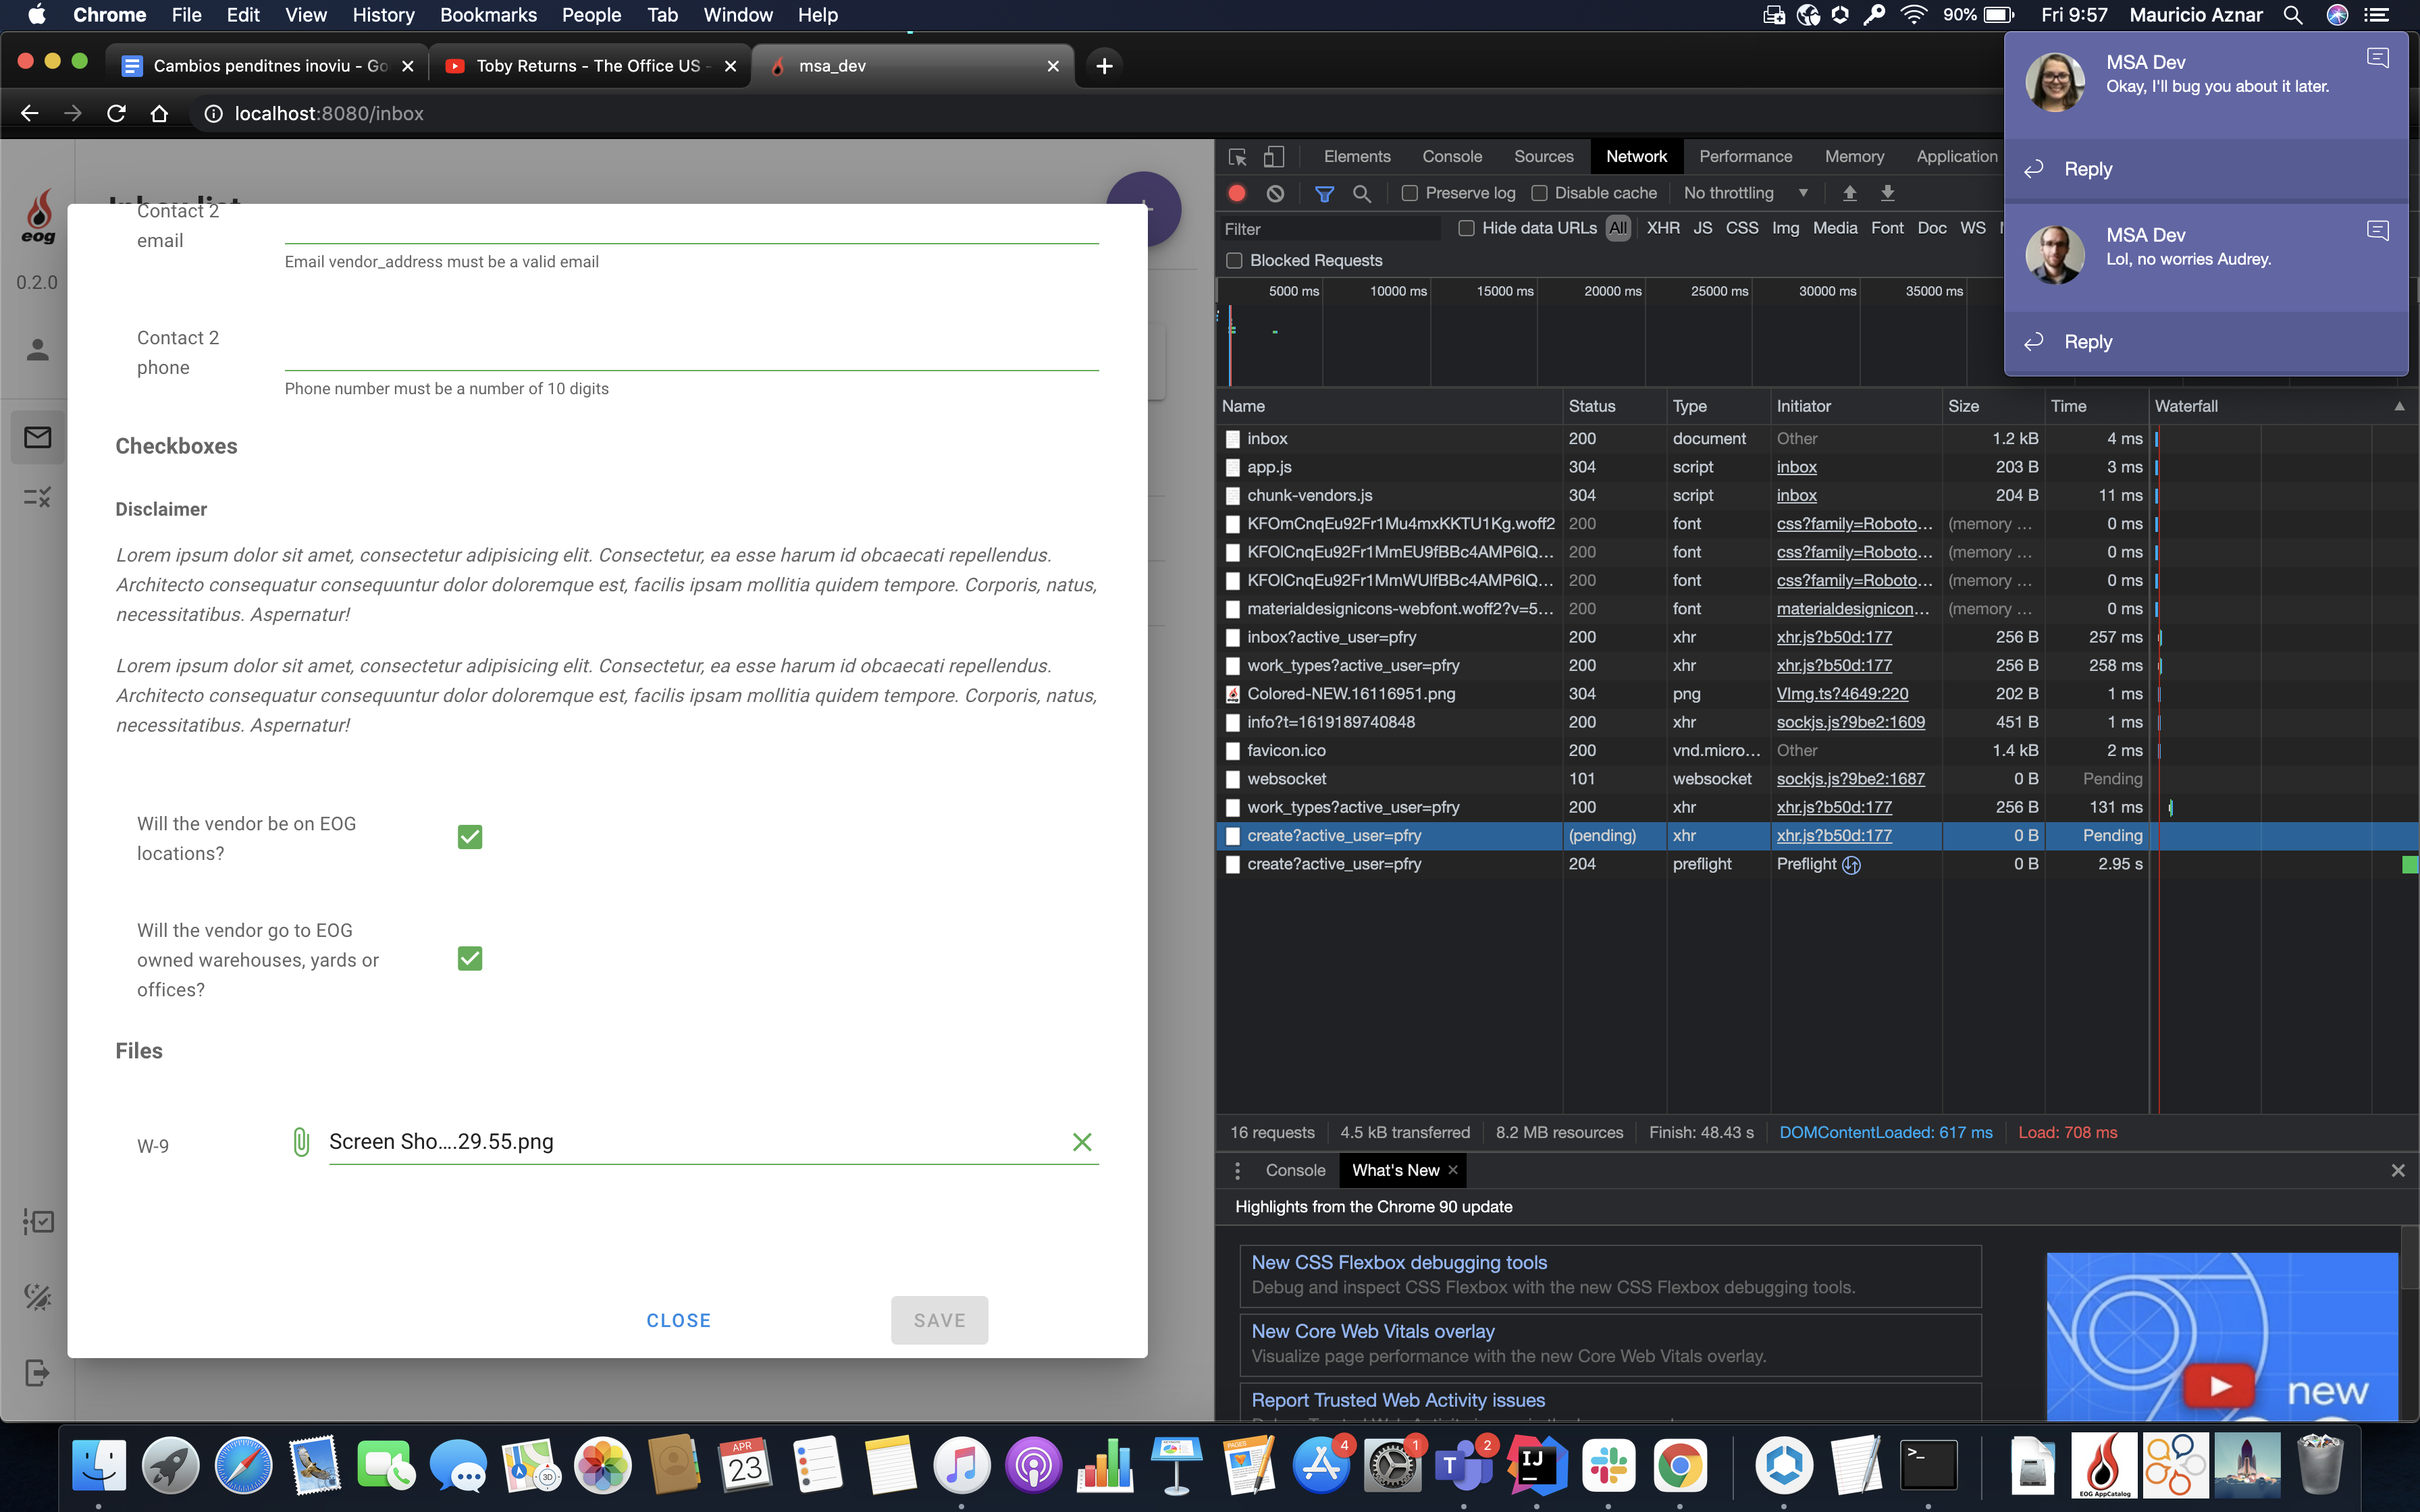 Chrome File Edit View History Bookmarks People Tab Window Help
90% Fri 9:57 Mauricio Aznar
Cambios penditnes inoviu - Go
Toby Returns - The Office US -
msa_dev
localhost:8080/inbox
MSA Dev
Okay, I'll bug you about it later.
Reply
MSA Dev
Lol, no worries Audrey.
Reply
eog
0.2.0
Inbox list
Contact 2
email
Email vendor_address must be a valid email
Contact 2
phone
Phone number must be a number of 10 digits
Checkboxes
Disclaimer
Lorem ipsum dolor sit amet, consectetur adipisicing elit. Consectetur, ea esse harum id obcaecati repellendus.
Architecto consequatur consequuntur dolor doloremque est, facilis ipsam mollitia quidem tempore. Corporis, natus,
necessitatibus. Aspernatur!
Lorem ipsum dolor sit amet, consectetur adipisicing elit. Consectetur, ea esse harum id obcaecati repellendus.
Architecto consequatur consequuntur dolor doloremque est, facilis ipsam mollitia quidem tempore. Corporis, natus,
necessitatibus. Aspernatur!
Will the vendor be on EOG
locations?
Will the vendor go to EOG
owned warehouses, yards or
offices?
Files
W-9
Screen Sho....29.55.png
CLOSE SAVE
Elements Console Sources Network Performance Memory Application
Preserve log Disable cache No throttling
Filter Hide data URLs All XHR JS CSS Img Media Font Doc WS
Blocked Requests
5000 ms 10000 ms 15000 ms 20000 ms 25000 ms 30000 ms 35000 ms
Name Status Type Initiator Size Time Waterfall
inbox 200 document Other 1.2 kB 4 ms
app.js 304 script inbox 203 B 3 ms
chunk-vendors.js 304 script inbox 204 B 11 ms
KFOmCnqEu92Fr1Mu4mxKKTU1Kg.woff2 200 font css?family=Roboto... (memory ... 0 ms
KFOlCnqEu92Fr1MmEU9fBBc4AMP6lQ... 200 font css?family=Roboto... (memory ... 0 ms
KFOlCnqEu92Fr1MmWUlfBBc4AMP6lQ... 200 font css?family=Roboto... (memory ... 0 ms
materialdesignicons-webfont.woff2?v=5... 200 font materialdesignicon... (memory ... 0 ms
inbox?active_user=pfry 200 xhr xhr.js?b50d:177 256 B 257 ms
work_types?active_user=pfry 200 xhr xhr.js?b50d:177 256 B 258 ms
Colored-NEW.16116951.png 304 png VImg.ts?4649:220 202 B 1 ms
info?t=1619189740848 200 xhr sockjs.js?9be2:1609 451 B 1 ms
favicon.ico 200 vnd.micro... Other 1.4 kB 2 ms
websocket 101 websocket sockjs.js?9be2:1687 0 B Pending
work_types?active_user=pfry 200 xhr xhr.js?b50d:177 256 B 131 ms
create?active_user=pfry (pending) xhr xhr.js?b50d:177 0 B Pending
create?active_user=pfry 204 preflight Preflight 0 B 2.95 s
16 requests 4.5 kB transferred 8.2 MB resources Finish: 48.43 s DOMContentLoaded: 617 ms Load: 708 ms
Console What's New
Highlights from the Chrome 90 update
New CSS Flexbox debugging tools
Debug and inspect CSS Flexbox with the new CSS Flexbox debugging tools.
New Core Web Vitals overlay
Visualize page performance with the new Core Web Vitals overlay.
Report Trusted Web Activity issues
new
APR
23
3D
PAGES
4
1
T
2
IJ
>_
EOG AppCatalog